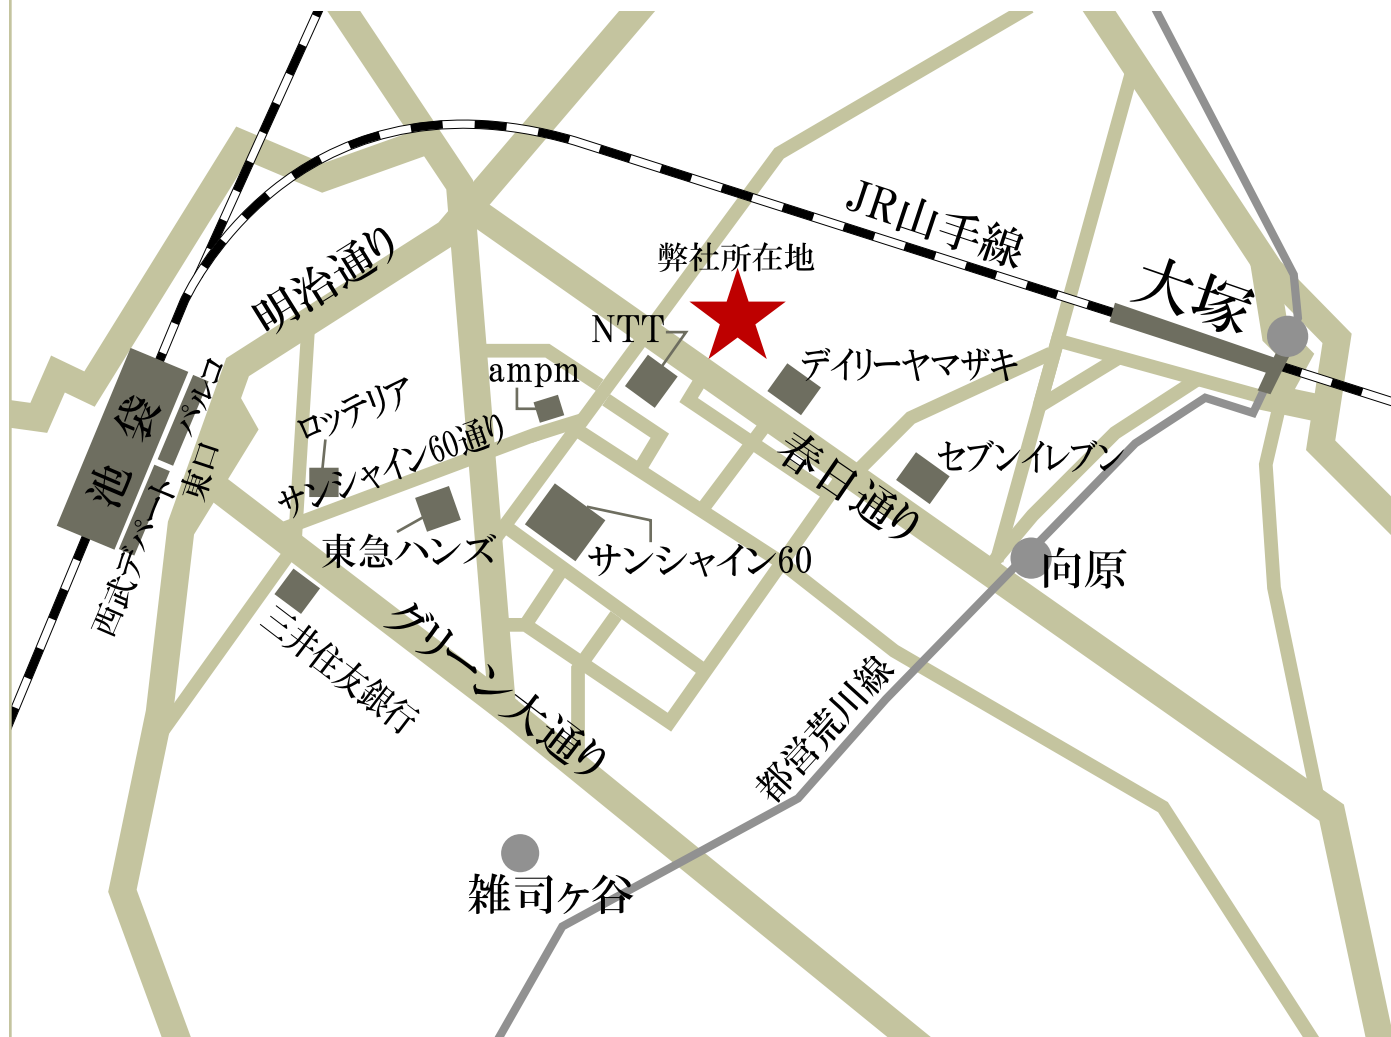 JR山手線
大塚
明治通り
弊社所在地
NTT
ampm
デイリーヤマザキ
パルコ
池袋
ロッテリア
サンシャイン60通り
東口
春日通り
セブンイレブン
西武デパート
東急ハンズ
サンシャイン60
向原
三井住友銀行
グリーン大通り
都営荒川線
雑司ヶ谷